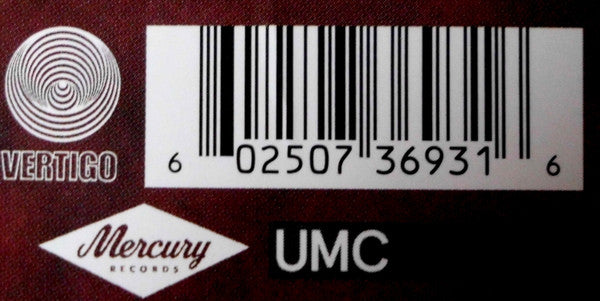 VERTIGO
6 02507 36931 6
Mercury
RECORDS
UMC